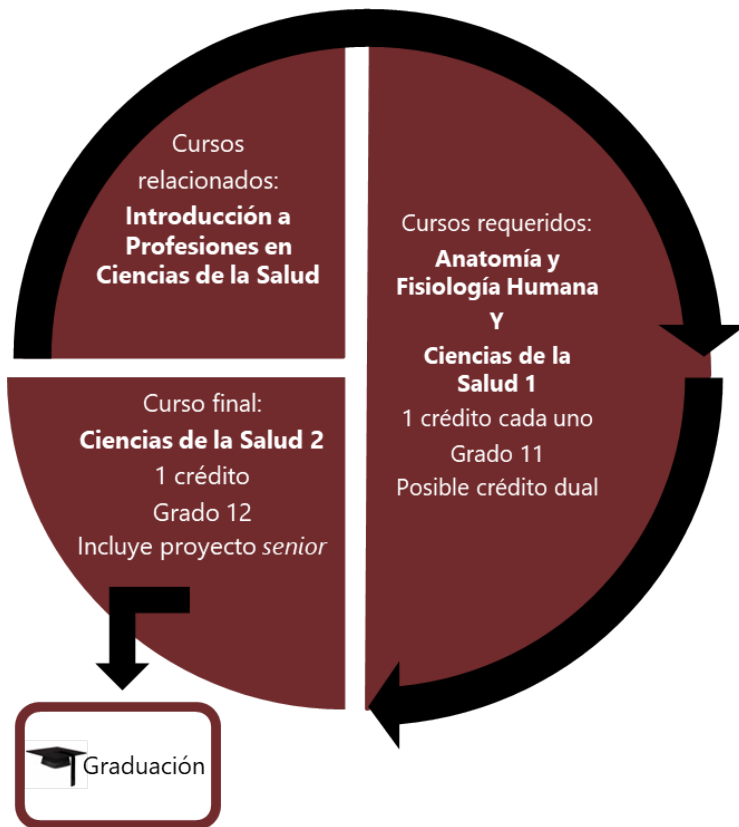 Cursos
relacionados:
Introducción a
Profesiones en
Ciencias de la Salud
Cursos requeridos:
Anatomía y
Fisiología Humana
Y
Ciencias de la
Salud 1
1 crédito cada uno
Grado 11
Posible crédito dual
Curso final:
Ciencias de la Salud 2
1 crédito
Grado 12
Incluye proyecto senior
Graduación